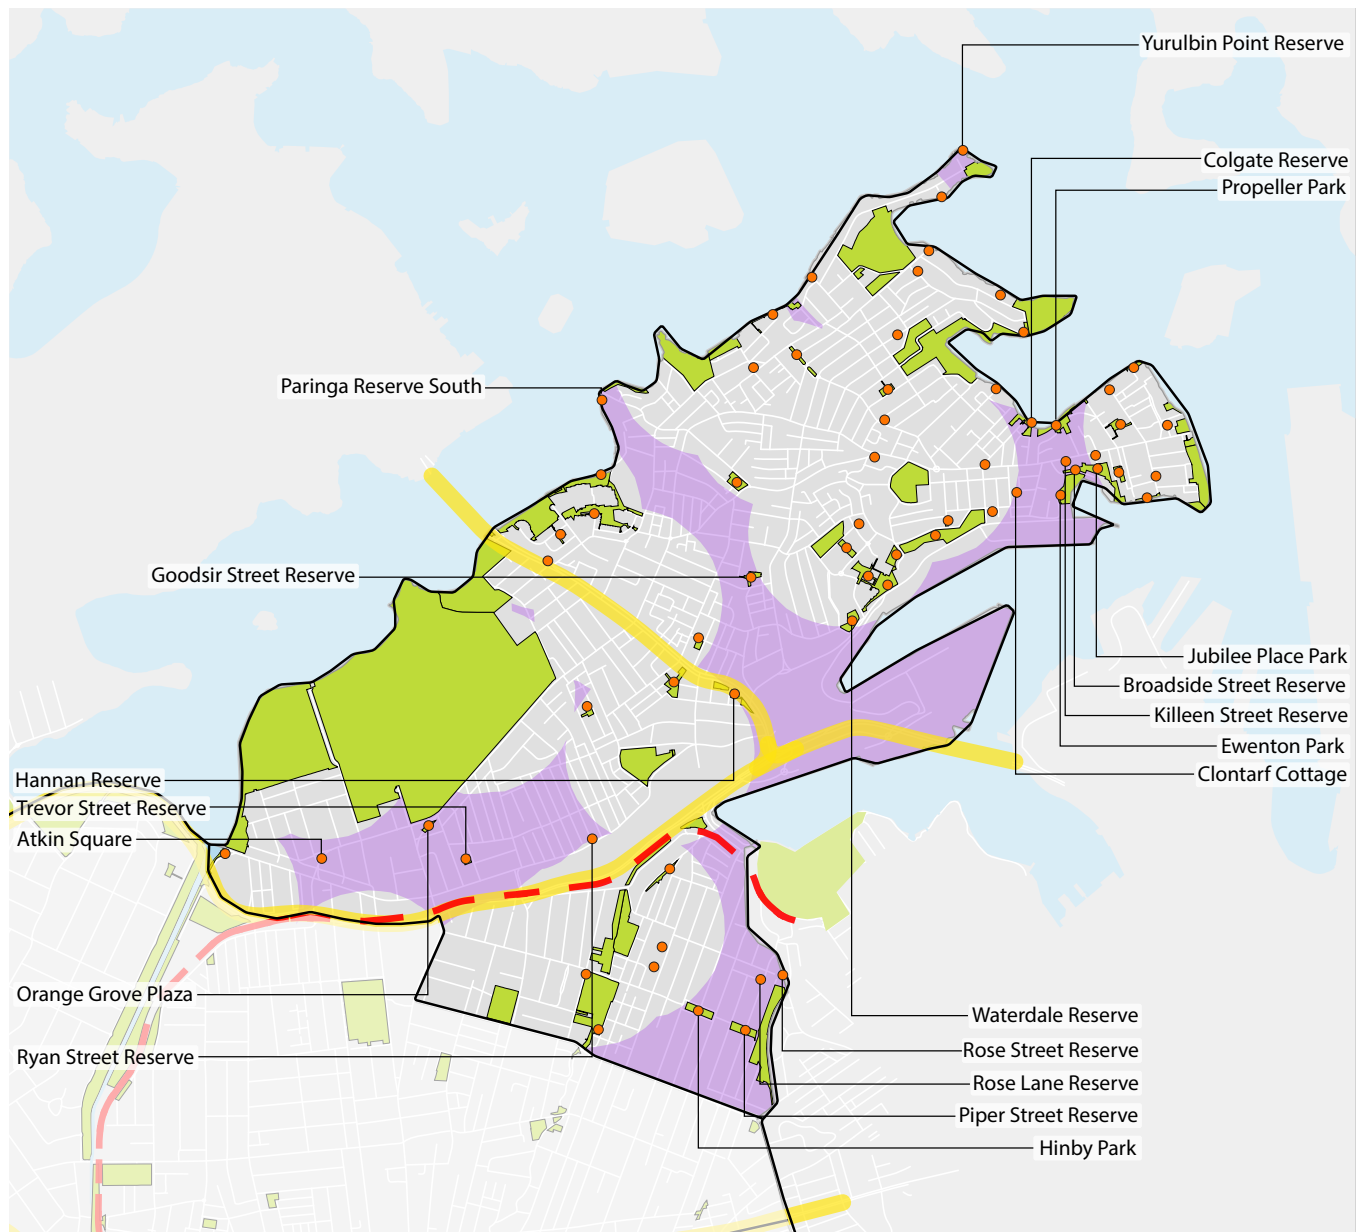 Yurulbin Point Reserve
Colgate Reserve
Propeller Park
Paringa Reserve South
Goodsir Street Reserve
Jubilee Place Park
Broadside Street Reserve
Killeen Street Reserve
Ewenton Park
Clontarf Cottage
Hannan Reserve
Trevor Street Reserve
Atkin Square
Orange Grove Plaza
Waterdale Reserve
Rose Street Reserve
Ryan Street Reserve
Rose Lane Reserve
Piper Street Reserve
Hinby Park